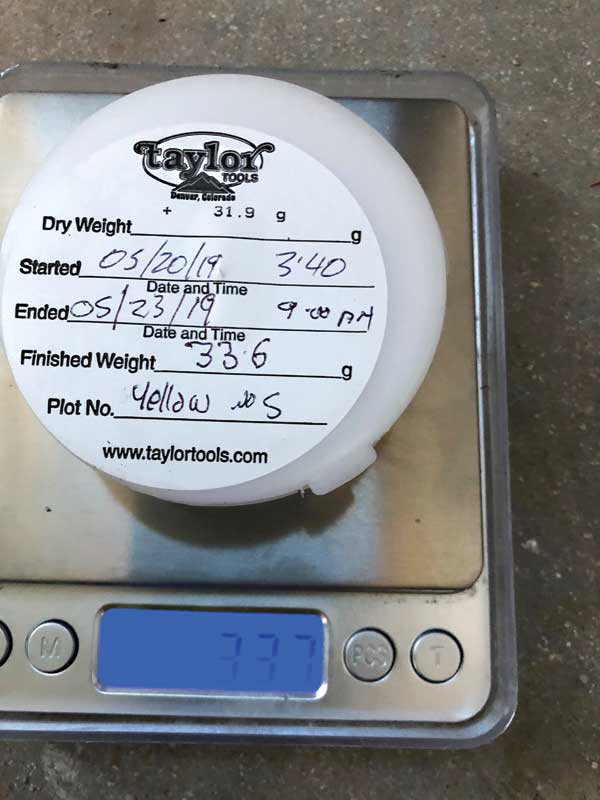 taylor
TOOLS
Denver, Colorado
+ 31.9 g
Dry Weight g
Started 05/20/19 3:40
Date and Time
Ended 05/23/19 9:00 AM
Date and Time
Finished Weight 33.6 g
Plot No. Yellow S
www.taylortools.com
337
M PCS T